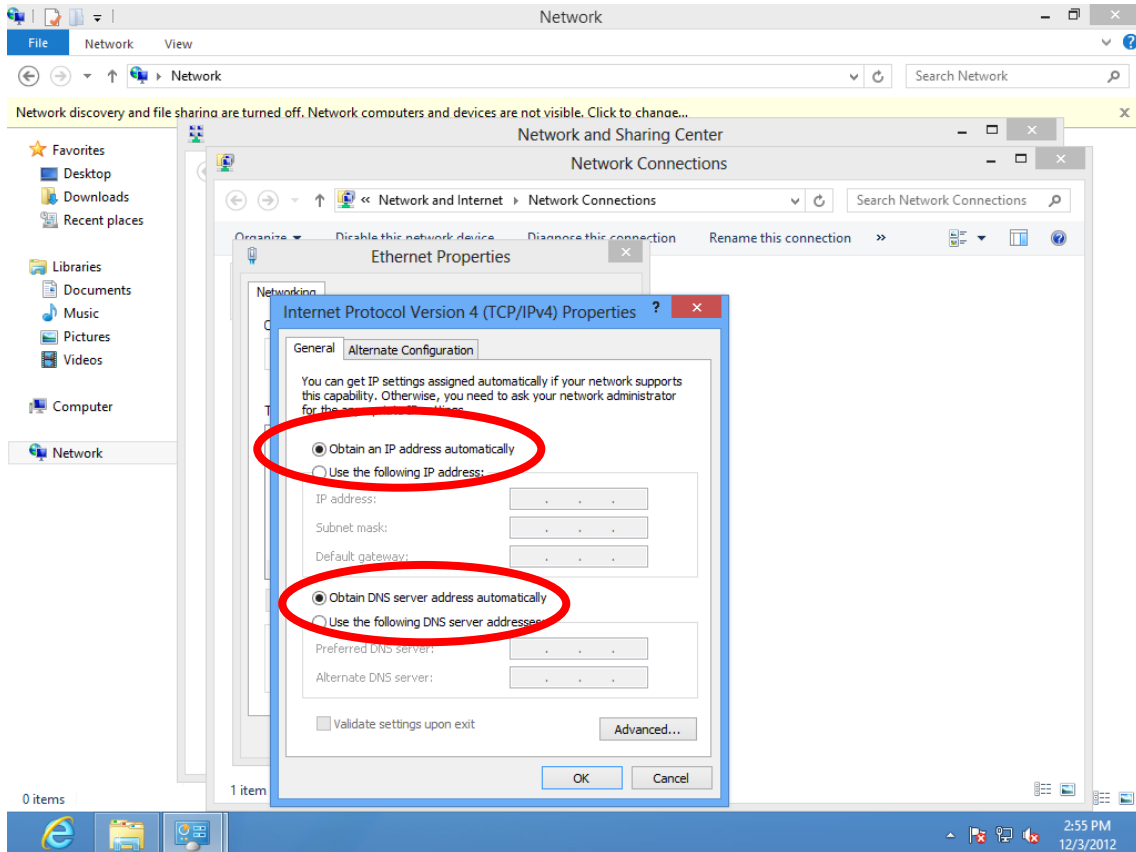 Network
File Network View
Network
Search Network
Network discovery and file sharing are turned off. Network computers and devices are not visible. Click to change...
x
Favorites
Desktop
Downloads
Recent places
Libraries
Documents
Music
Pictures
Videos
Computer
Network
Network and Sharing Center
Network Connections
« Network and Internet Network Connections
Search Network Connections
Organize Disable this network device Diagnose this connection Rename this connection »
Ethernet Properties
Networking
Internet Protocol Version 4 (TCP/IPv4) Properties ?
General Alternate Configuration
You can get IP settings assigned automatically if your network supports
this capability. Otherwise, you need to ask your network administrator
for the appropriate IP settings.
Obtain an IP address automatically
Use the following IP address:
IP address:
Subnet mask:
Default gateway:
Obtain DNS server address automatically
Use the following DNS server addresses:
Preferred DNS server:
Alternate DNS server:
Validate settings upon exit
Advanced...
OK Cancel
1 item
0 items
2:55 PM
12/3/2012